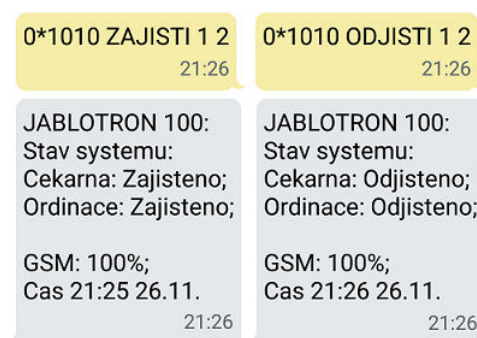 0*1010 ZAJISTI 1 2
21:26
JABLOTRON 100:
Stav systemu:
Cekarna: Zajisteno;
Ordinace: Zajisteno;
GSM: 100%;
Cas 21:25 26.11.
21:26
0*1010 ODJISTI 1 2
21:26
JABLOTRON 100:
Stav systemu:
Cekarna: Odjisteno;
Ordinace: Odjisteno;
GSM: 100%;
Cas 21:26 26.11.
21:26